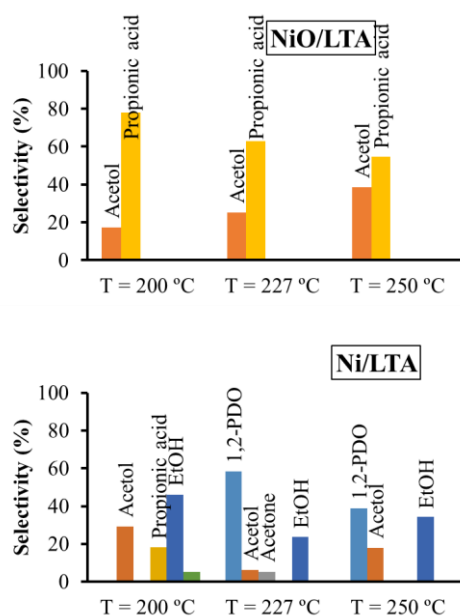 NiO/LTA
Selectivity (%)
100
80
60
40
20
0
Acetol
Propionic acid
Acetol
Propionic acid
Acetol
Propionic acid
T = 200 ºC
T = 227 ºC
T = 250 ºC
Ni/LTA
Selectivity (%)
100
80
60
40
20
0
Acetol
Propionic acid
EtOH
1,2-PDO
Acetol
Acetone
EtOH
1,2-PDO
Acetol
EtOH
T = 200 ºC
T = 227 ºC
T = 250 ºC